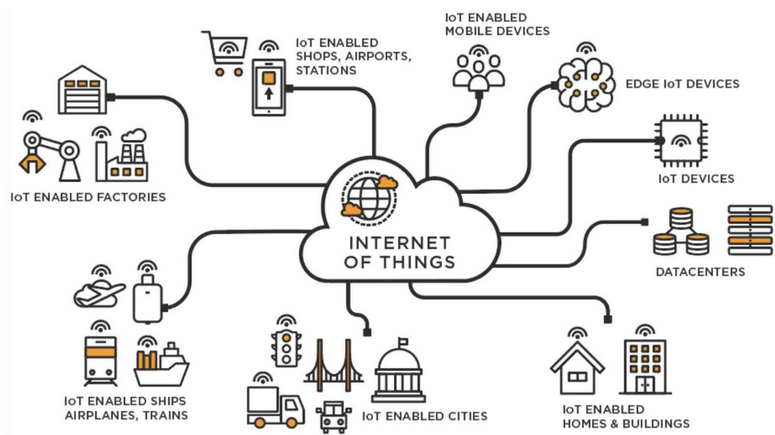 IoT ENABLED
SHOPS, AIRPORTS,
STATIONS
IoT ENABLED
MOBILE DEVICES
EDGE IoT DEVICES
IoT DEVICES
IoT ENABLED FACTORIES
INTERNET
OF THINGS
DATACENTERS
IoT ENABLED SHIPS
AIRPLANES, TRAINS
IoT ENABLED CITIES
IoT ENABLED
HOMES & BUILDINGS